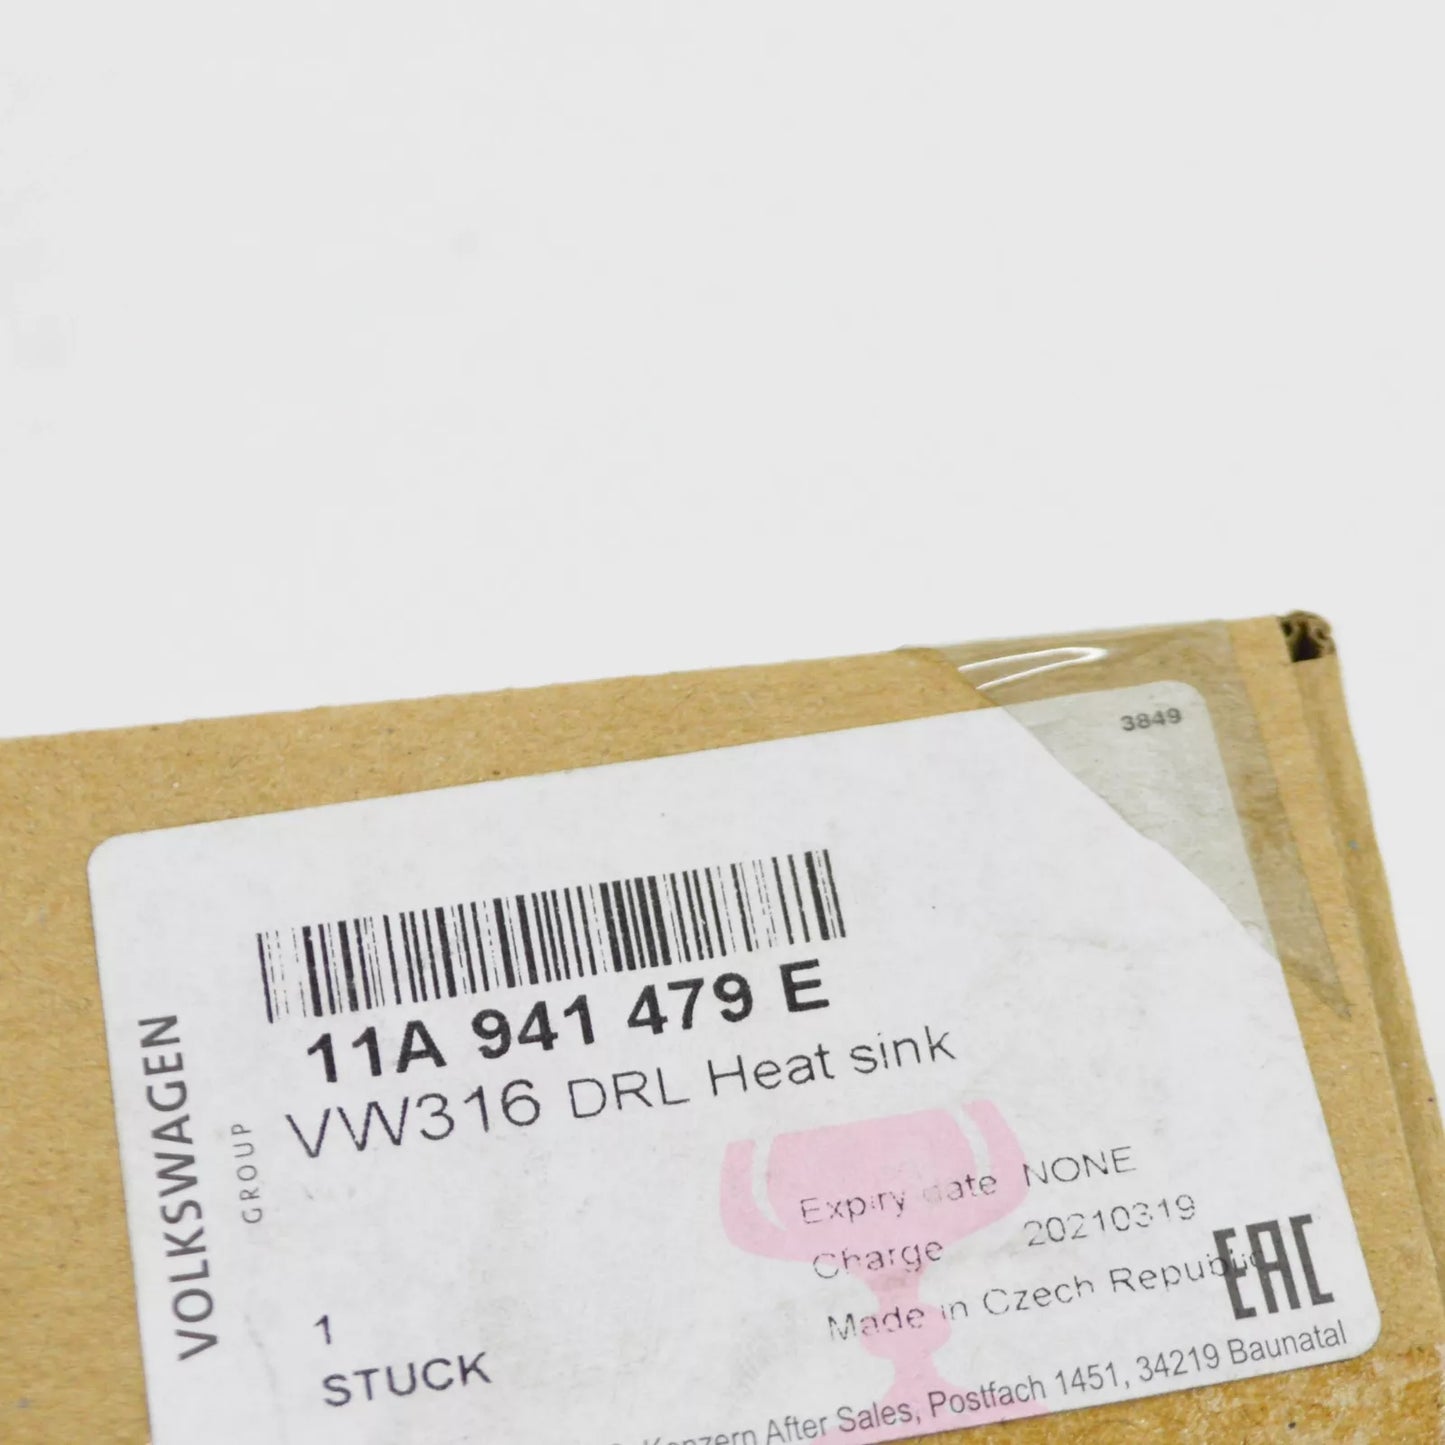 3849
11A 941 479 E
VW316 DRL Heat sink
VOLKSWAGEN
GROUP
Expiry date NONE
Charge 20210319
Made in Czech Republic
EAC
1
STUCK
Konzern After Sales, Postfach 1451, 34219 Baunatal